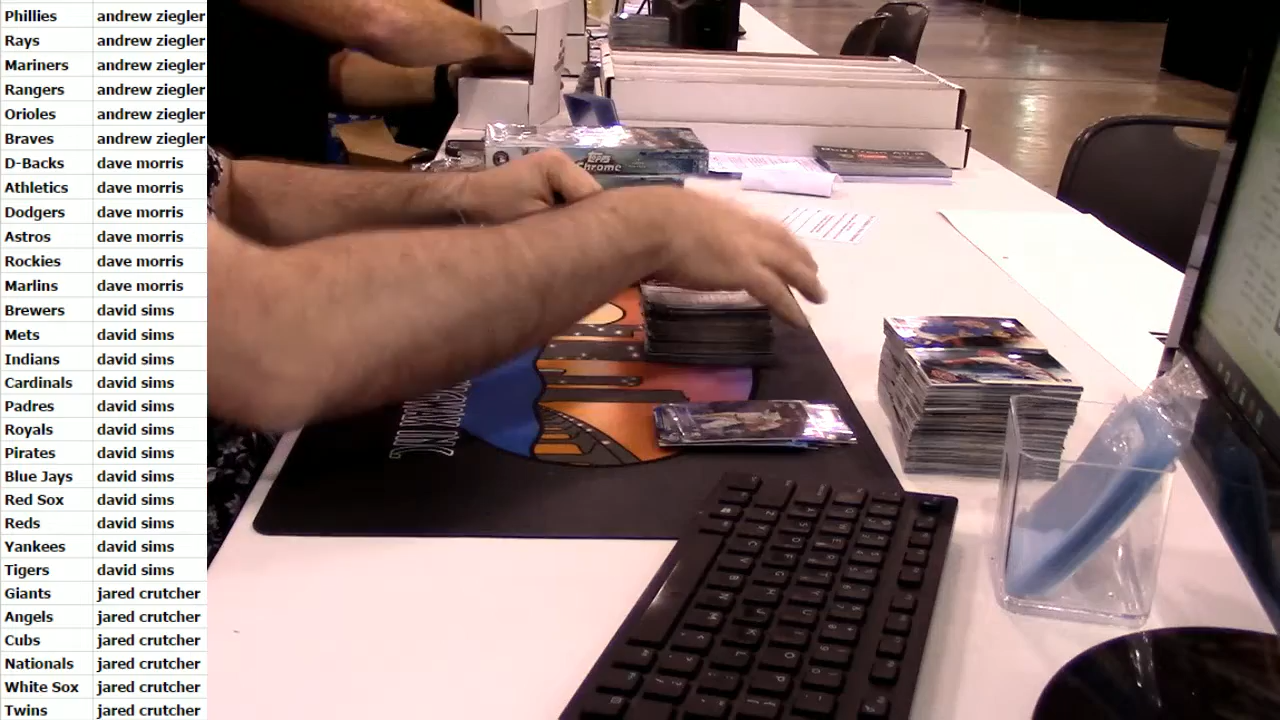 Phillies andrew ziegler
Rays andrew ziegler
Mariners andrew ziegler
Rangers andrew ziegler
Orioles andrew ziegler
Braves andrew ziegler
D-Backs dave morris
Athletics dave morris
Dodgers dave morris
Astros dave morris
Rockies dave morris
Marlins dave morris
Brewers david sims
Mets david sims
Indians david sims
Cardinals david sims
Padres david sims
Royals david sims
Pirates david sims
Blue Jays david sims
Red Sox david sims
Reds david sims
Yankees david sims
Tigers david sims
Giants jared crutcher
Angels jared crutcher
Cubs jared crutcher
Nationals jared crutcher
White Sox jared crutcher
Twins jared crutcher
TOPPS
Chrome